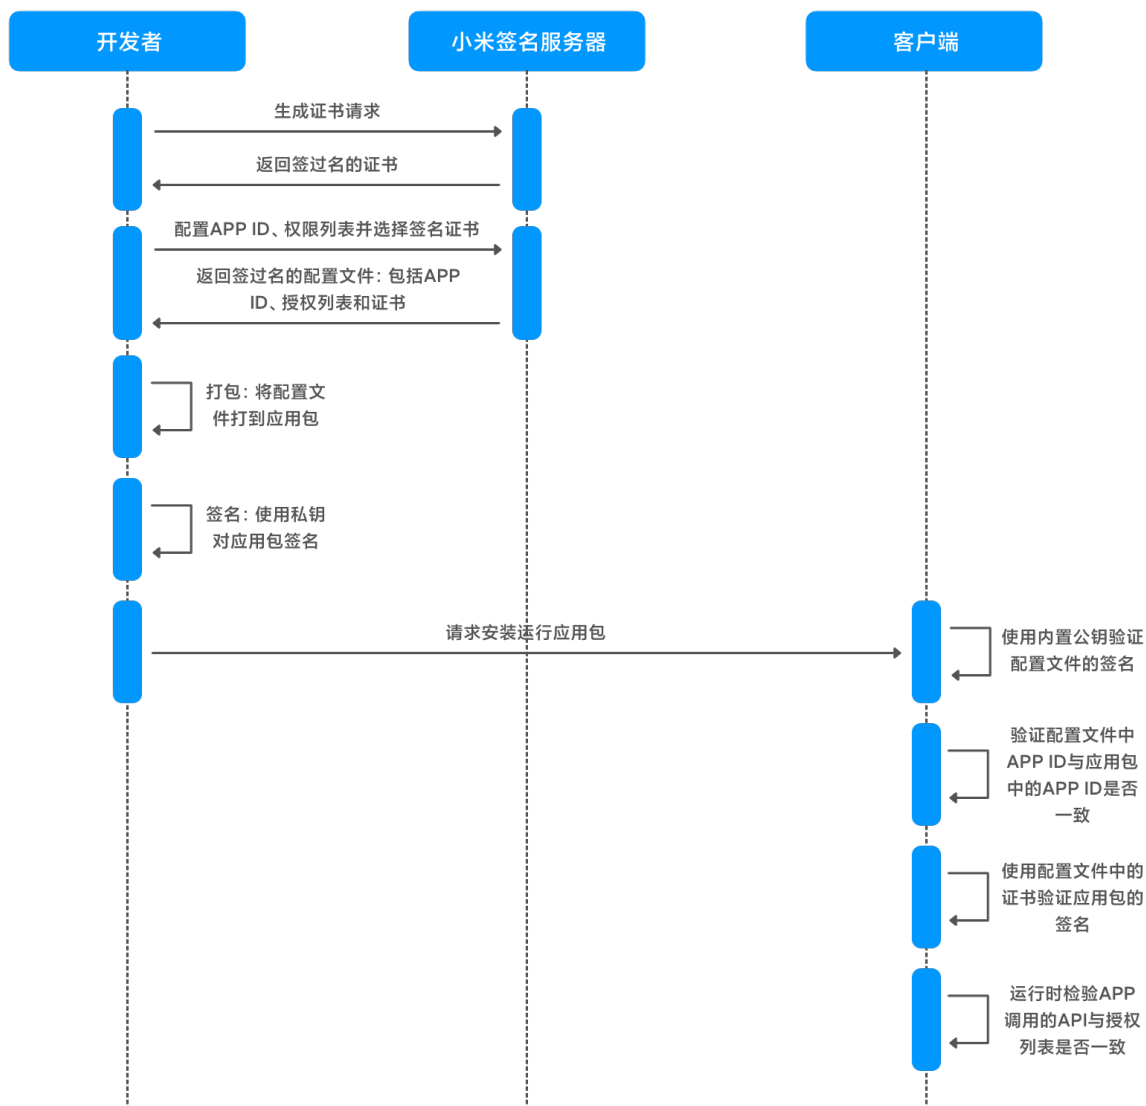 开发者
小米签名服务器
客户端
生成证书请求
返回签过名的证书
配置APP ID、权限列表并选择签名证书
返回签过名的配置文件：包括APP
ID、授权列表和证书
打包：将配置文
件打到应用包
签名：使用私钥
对应用包签名
请求安装运行应用包
使用内置公钥验证
配置文件的签名
验证配置文件中
APP ID与应用包
中的APP ID是否
一致
使用配置文件中的
证书验证应用包的
签名
运行时检验APP
调用的API与授权
列表是否一致